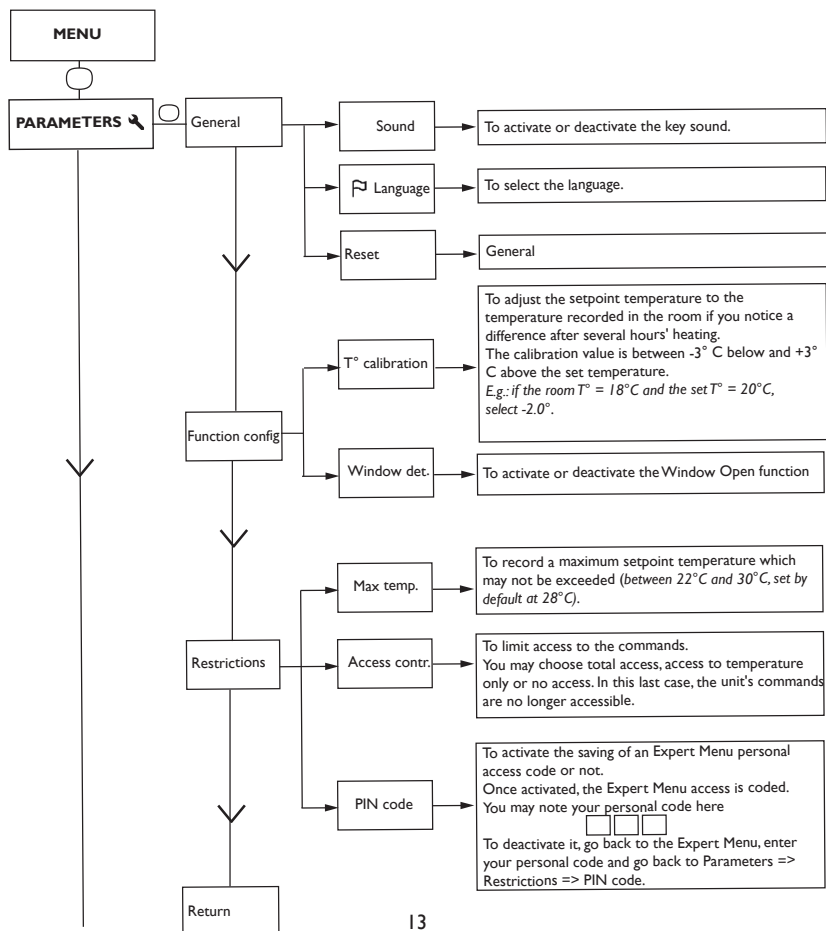 MENU
PARAMETERS
General
Sound
To activate or deactivate the key sound.
Language
To select the language.
Reset
General
T° calibration
To adjust the setpoint temperature to the
temperature recorded in the room if you notice a
difference after several hours' heating.
The calibration value is between -3° C below and +3°
C above the set temperature.
E.g.: if the room T° = 18°C and the set T° = 20°C,
select -2.0°.
Function config
Window det.
To activate or deactivate the Window Open function
Max temp.
To record a maximum setpoint temperature which
may not be exceeded (between 22°C and 30°C, set by
default at 28°C).
Restrictions
Access contr.
To limit access to the commands.
You may choose total access, access to temperature
only or no access. In this last case, the unit's commands
are no longer accessible.
PIN code
To activate the saving of an Expert Menu personal
access code or not.
Once activated, the Expert Menu access is coded.
You may note your personal code here
To deactivate it, go back to the Expert Menu, enter
your personal code and go back to Parameters =>
Restrictions => PIN code.
Return
13